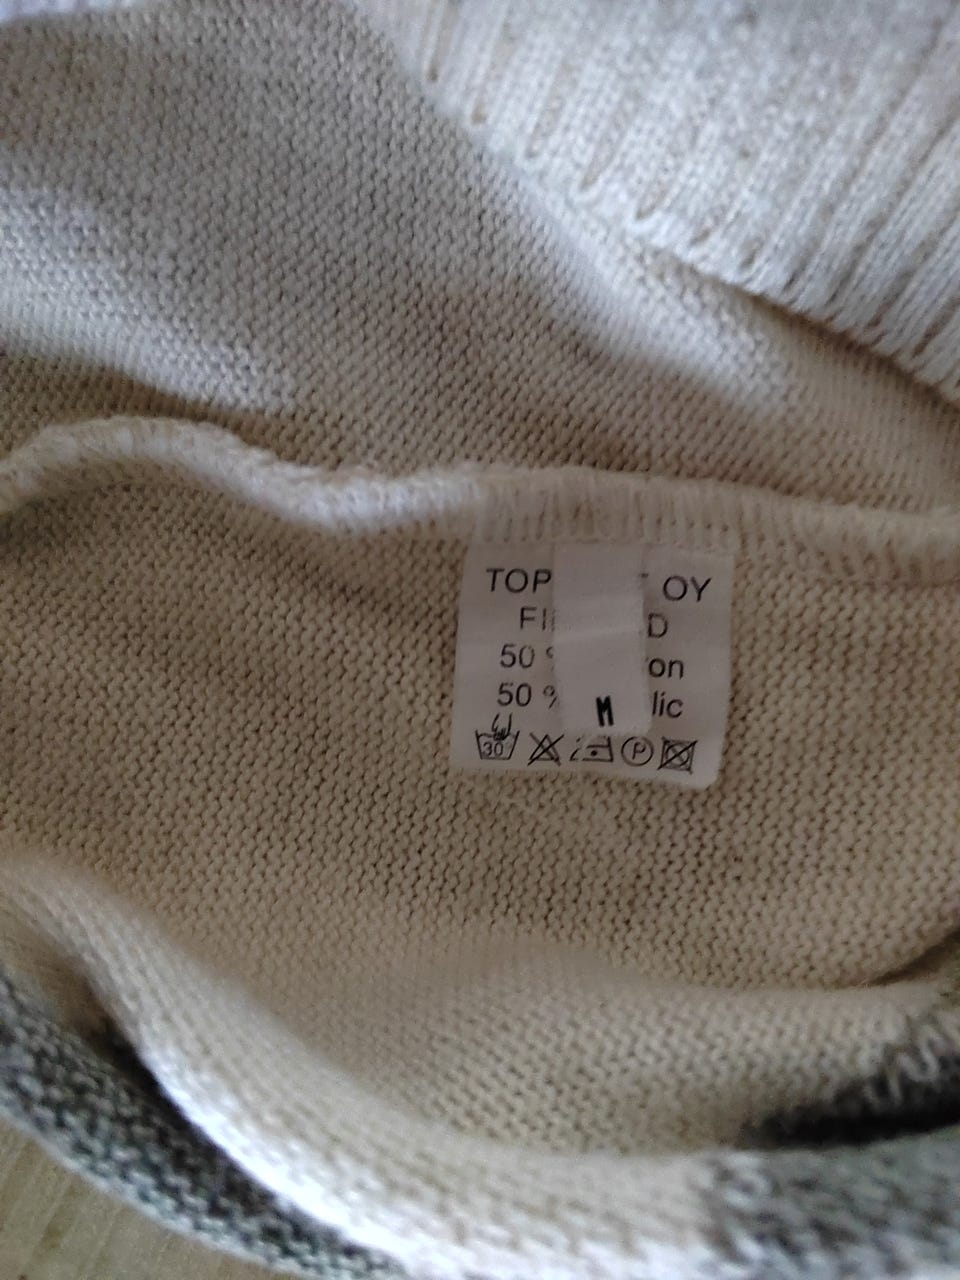 TOP OY
FI D
50 % on
50 % lic
M
30 P